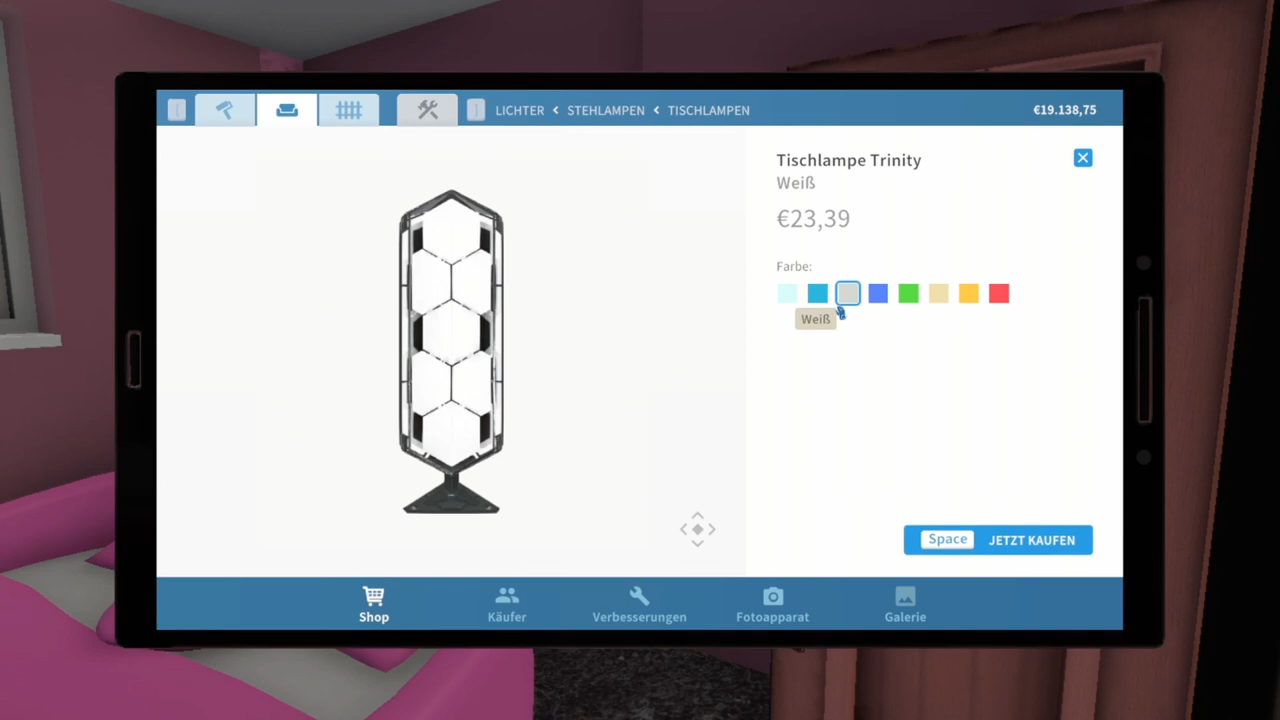 LICHTER < STEHLAMPEN < TISCHLAMPEN
€19.138,75
Tischlampe Trinity
Weiß
€23,39
Farbe:
Weiß
Space JETZT KAUFEN
Shop
Käufer
Verbesserungen
Fotoapparat
Galerie